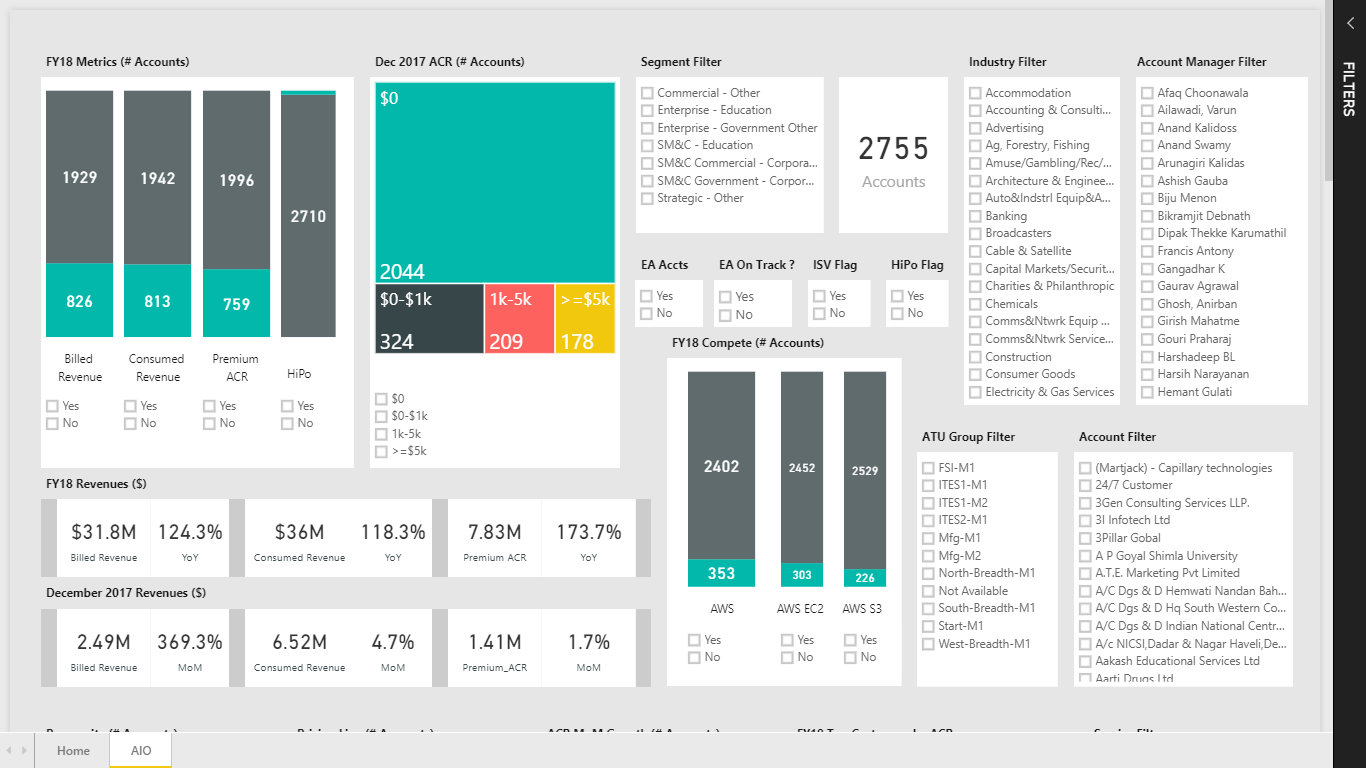 FY18 Metrics (# Accounts)
1929
1942
1996
2710
826
813
759
Billed
Revenue
Consumed
Revenue
Premium
ACR
HiPo
Yes
No
Yes
No
Yes
No
Yes
No
Dec 2017 ACR (# Accounts)
$0
2044
$0-$1k
324
1k-5k
209
>=$5k
178
$0
$0-$1k
1k-5k
>=$5k
Segment Filter
Commercial - Other
Enterprise - Education
Enterprise - Government Other
SM&C - Education
SM&C Commercial - Corpora...
SM&C Government - Corpor...
Strategic - Other
2755
Accounts
EA Accts
Yes
No
EA On Track ?
Yes
No
ISV Flag
Yes
No
HiPo Flag
Yes
No
Industry Filter
Accommodation
Accounting & Consulti...
Advertising
Ag, Forestry, Fishing
Amuse/Gambling/Rec/...
Architecture & Enginee...
Auto&Indstrl Equip&A...
Banking
Broadcasters
Cable & Satellite
Capital Markets/Securit...
Charities & Philanthropic
Chemicals
Comms&Ntwrk Equip ...
Comms&Ntwrk Service...
Construction
Consumer Goods
Electricity & Gas Services
Account Manager Filter
Afaq Choonawala
Ailawadi, Varun
Anand Kalidoss
Anand Swamy
Arunagiri Kalidas
Ashish Gauba
Biju Menon
Bikramjit Debnath
Dipak Thekke Karumathil
Francis Antony
Gangadhar K
Gaurav Agrawal
Ghosh, Anirban
Girish Mahatme
Gouri Praharaj
Harshadeep BL
Harsih Narayanan
Hemant Gulati
FILTERS
FY18 Compete (# Accounts)
2402
2452
2529
353
303
226
AWS
AWS EC2
AWS S3
Yes
No
Yes
No
Yes
No
ATU Group Filter
FSI-M1
ITES1-M1
ITES1-M2
ITES2-M1
Mfg-M1
Mfg-M2
North-Breadth-M1
Not Available
South-Breadth-M1
Start-M1
West-Breadth-M1
Account Filter
(Martjack) - Capillary technologies
24/7 Customer
3Gen Consulting Services LLP.
3I Infotech Ltd
3Pillar Gobal
A P Goyal Shimla University
A.T.E. Marketing Pvt Limited
A/C Dgs & D Hemwati Nandan Bah...
A/C Dgs & D Hq South Western Co...
A/C Dgs & D Indian National Centr...
A/c NICSI,Dadar & Nagar Haveli,De...
Aakash Educational Services Ltd
Aarti Drugs Ltd
FY18 Revenues ($)
$31.8M
Billed Revenue
124.3%
YoY
$36M
Consumed Revenue
118.3%
YoY
7.83M
Premium ACR
173.7%
YoY
December 2017 Revenues ($)
2.49M
Billed Revenue
369.3%
MoM
6.52M
Consumed Revenue
4.7%
MoM
1.41M
Premium_ACR
1.7%
MoM
Home
AIO